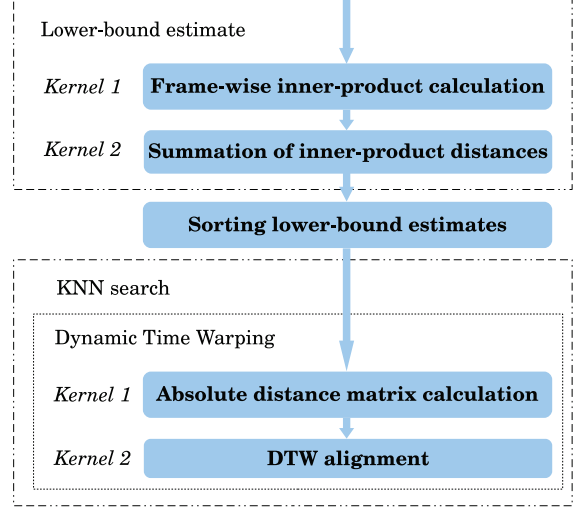 Lower-bound estimate
Kernel 1
Frame-wise inner-product calculation
Kernel 2
Summation of inner-product distances
Sorting lower-bound estimates
KNN search
Dynamic Time Warping
Kernel 1
Absolute distance matrix calculation
Kernel 2
DTW alignment